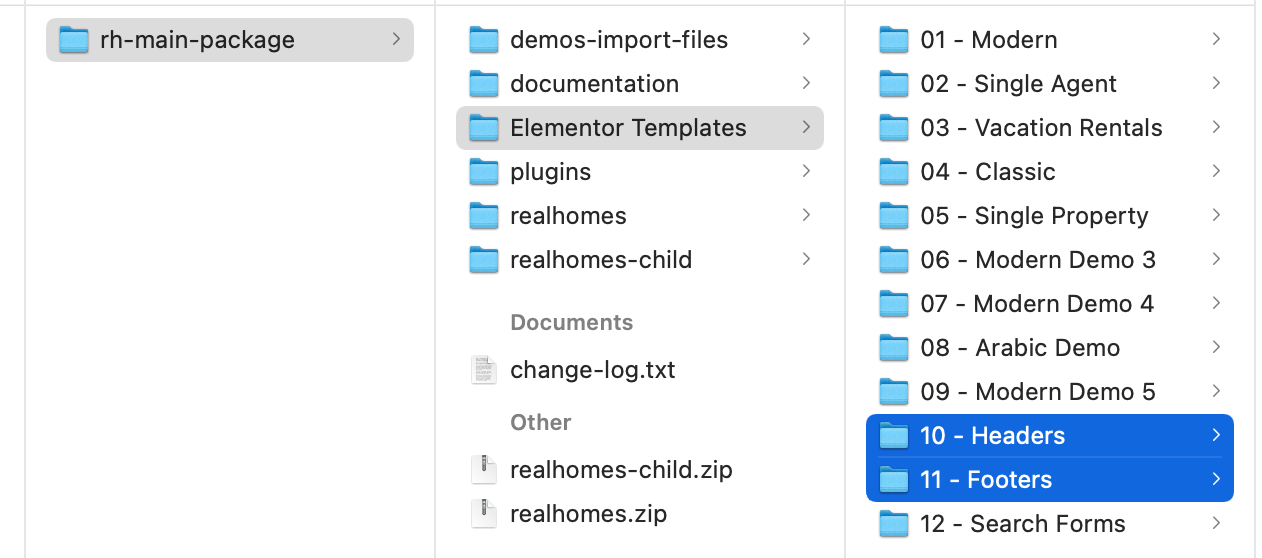 rh-main-package
demos-import-files
documentation
Elementor Templates
plugins
realhomes
realhomes-child
Documents
change-log.txt
Other
realhomes-child.zip
realhomes.zip
01 - Modern
02 - Single Agent
03 - Vacation Rentals
04 - Classic
05 - Single Property
06 - Modern Demo 3
07 - Modern Demo 4
08 - Arabic Demo
09 - Modern Demo 5
10 - Headers
11 - Footers
12 - Search Forms